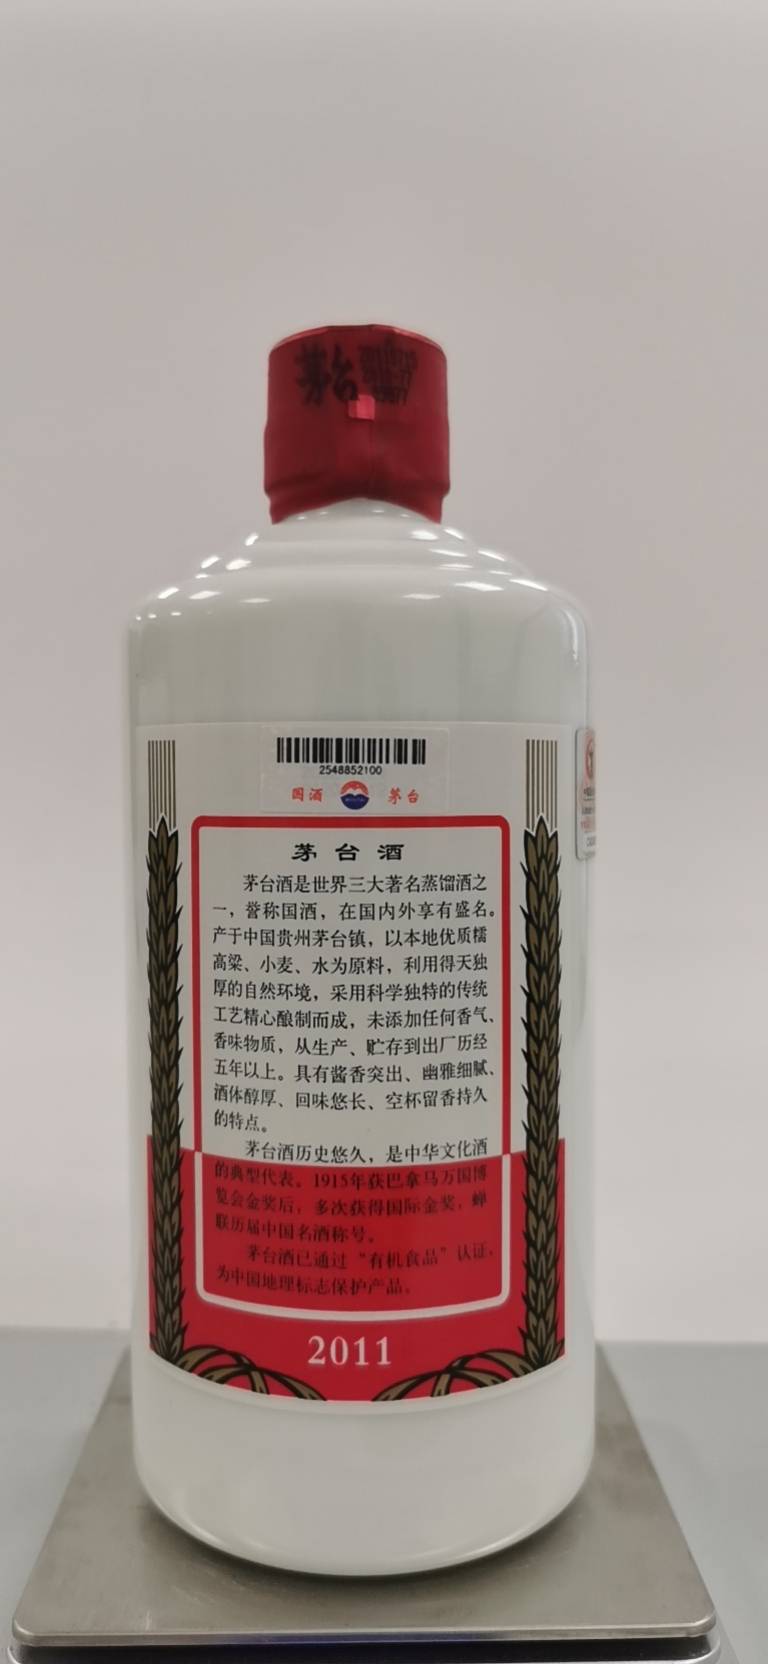 茅台
2548852100
国酒 茅台
茅台酒
茅台酒是世界三大著名蒸馏酒之
一，誉称国酒，在国内外享有盛名。
产于中国贵州茅台镇，以本地优质糯
高粱、小麦、水为原料，利用得天独
厚的自然环境，采用科学独特的传统
工艺精心酿制而成，未添加任何香气、
香味物质，从生产、贮存到出厂历经
五年以上。具有酱香突出、幽雅细腻、
酒体醇厚、回味悠长、空杯留香持久
的特点。
茅台酒历史悠久，是中华文化酒
的典型代表。1915年获巴拿马万国博
览会金奖后，多次获得国际金奖，蝉
联历届中国名酒称号。
茅台酒已通过“有机食品”认证，
为中国地理标志保护产品。
2011